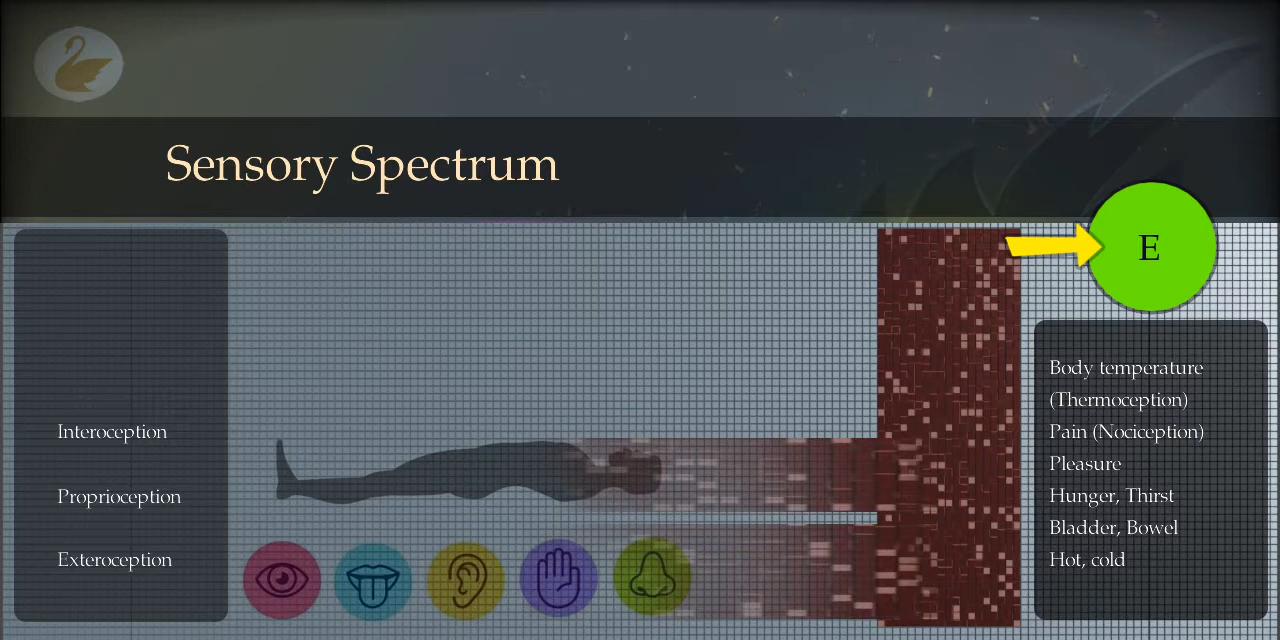 Sensory Spectrum
E
Interoception
Proprioception
Exteroception
Body temperature
(Thermoception)
Pain (Nociception)
Pleasure
Hunger, Thirst
Bladder, Bowel
Hot, cold